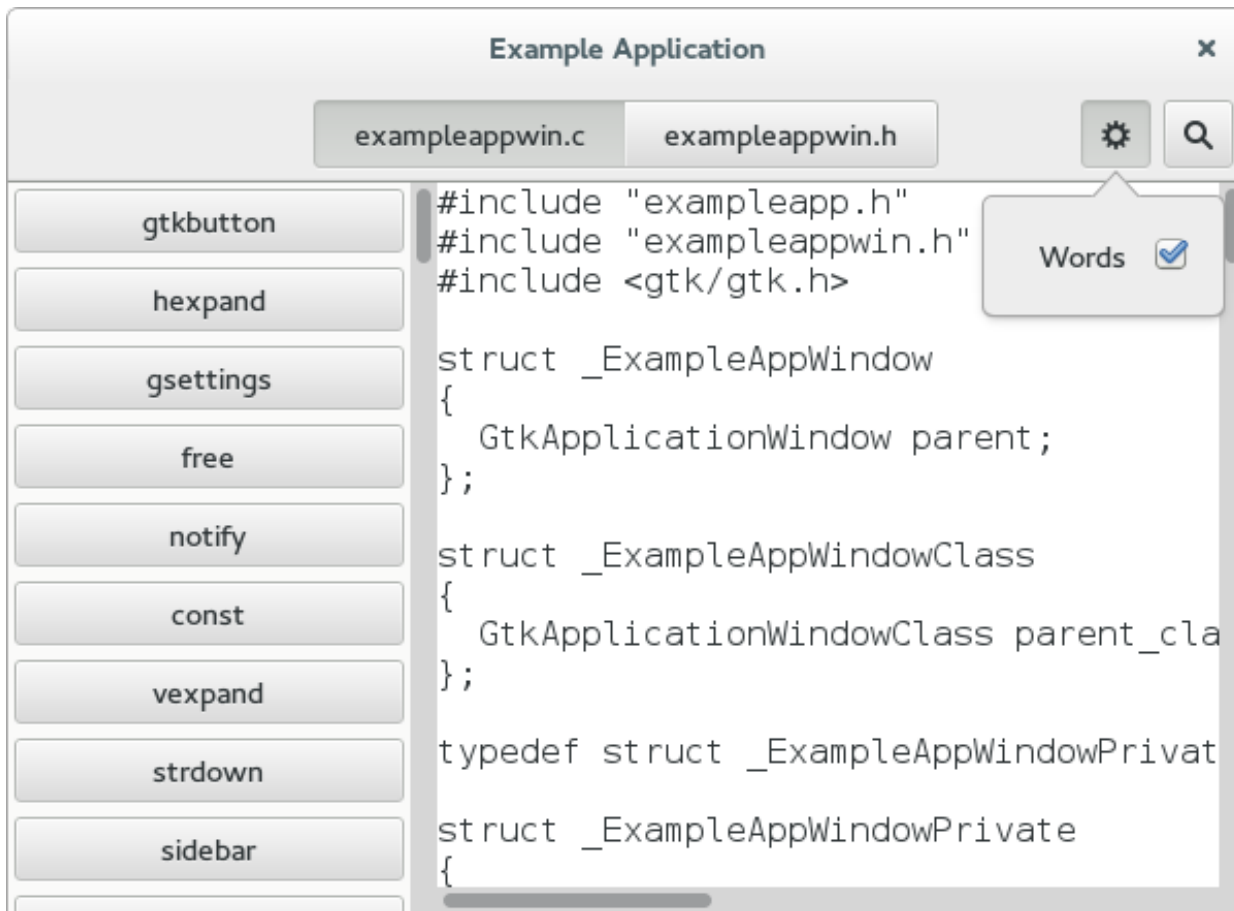 Example Application
exampleappwin.c exampleappwin.h
Words
gtkbutton
hexpand
gsettings
free
notify
const
vexpand
strdown
sidebar
#include "exampleapp.h"
#include "exampleappwin.h"
#include <gtk/gtk.h>
struct _ExampleAppWindow
{
  GtkApplicationWindow parent;
};
struct _ExampleAppWindowClass
{
  GtkApplicationWindowClass parent_cla
};
typedef struct _ExampleAppWindowPrivat
struct _ExampleAppWindowPrivate
{